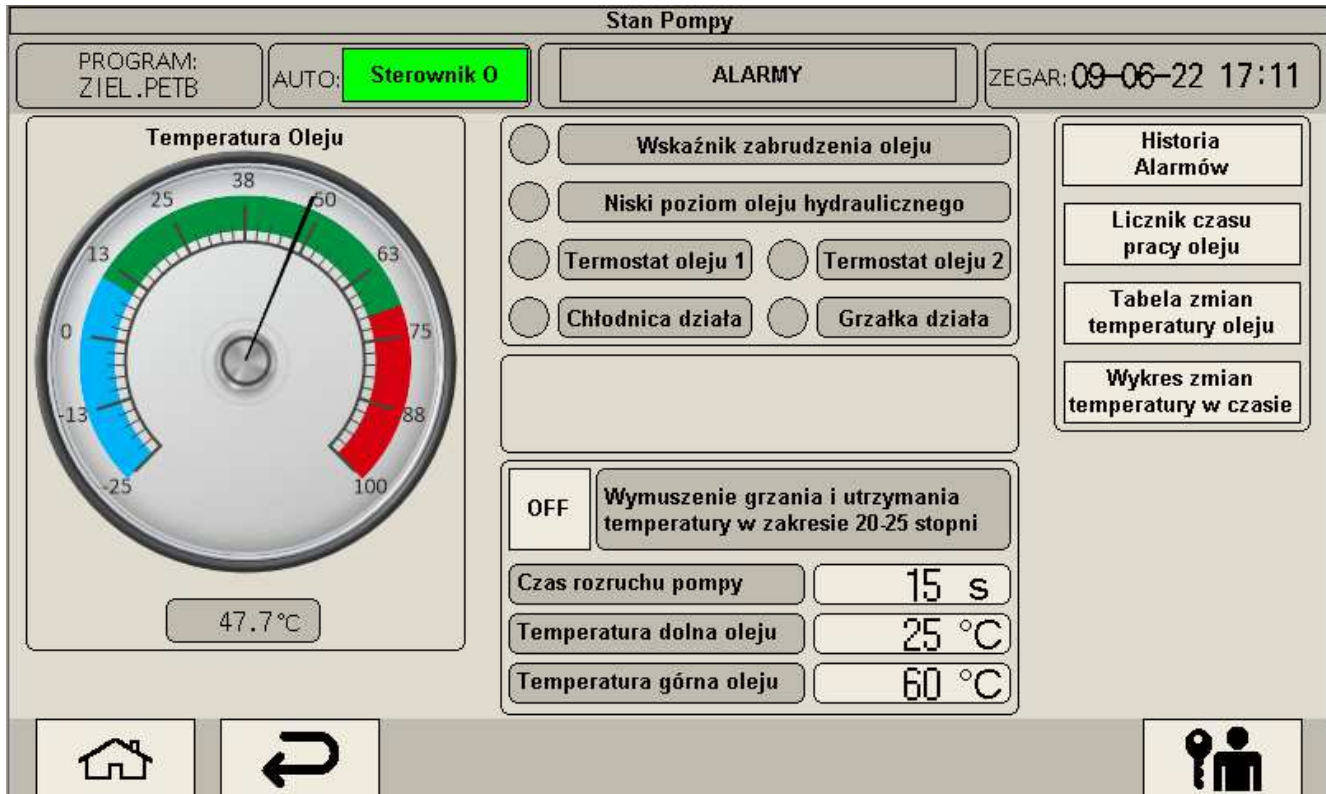 Stan Pompy
PROGRAM:
ZIEL.PETB
AUTO:
Sterownik O
ALARMY
ZEGAR: 09-06-22 17:11
Temperatura Oleju
-25
-13
0
13
25
38
50
63
75
88
100
47.7°C
Wskaźnik zabrudzenia oleju
Niski poziom oleju hydraulicznego
Termostat oleju 1
Termostat oleju 2
Chłodnica działa
Grzałka działa
OFF
Wymuszenie grzania i utrzymania
temperatury w zakresie 20-25 stopni
Czas rozruchu pompy
15 s
Temperatura dolna oleju
25 °C
Temperatura górna oleju
60 °C
Historia
Alarmów
Licznik czasu
pracy oleju
Tabela zmian
temperatury oleju
Wykres zmian
temperatury w czasie